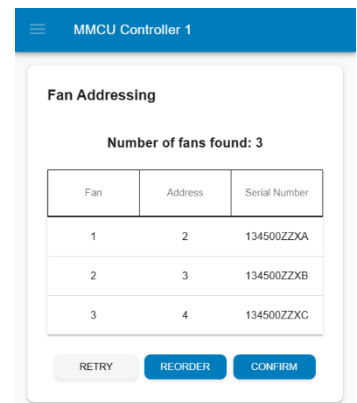 MMCU Controller 1
Fan Addressing
Number of fans found: 3
Fan Address Serial Number
1 2 134500ZZXA
2 3 134500ZZXB
3 4 134500ZZXC
RETRY REORDER CONFIRM